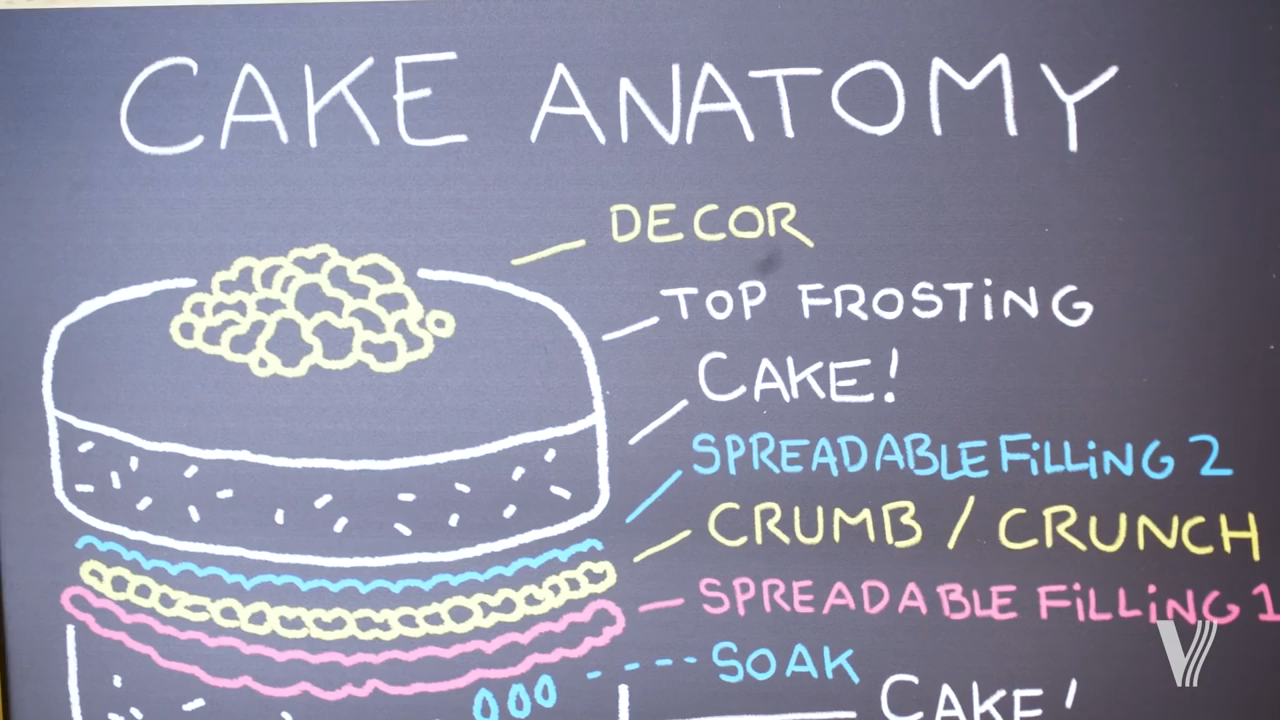 CAKE ANATOMY
DECOR
TOP FROSTING
CAKE!
SPREADABLE FILLING 2
CRUMB / CRUNCH
SPREADABLE FILLING 1
SOAK
CAKE!